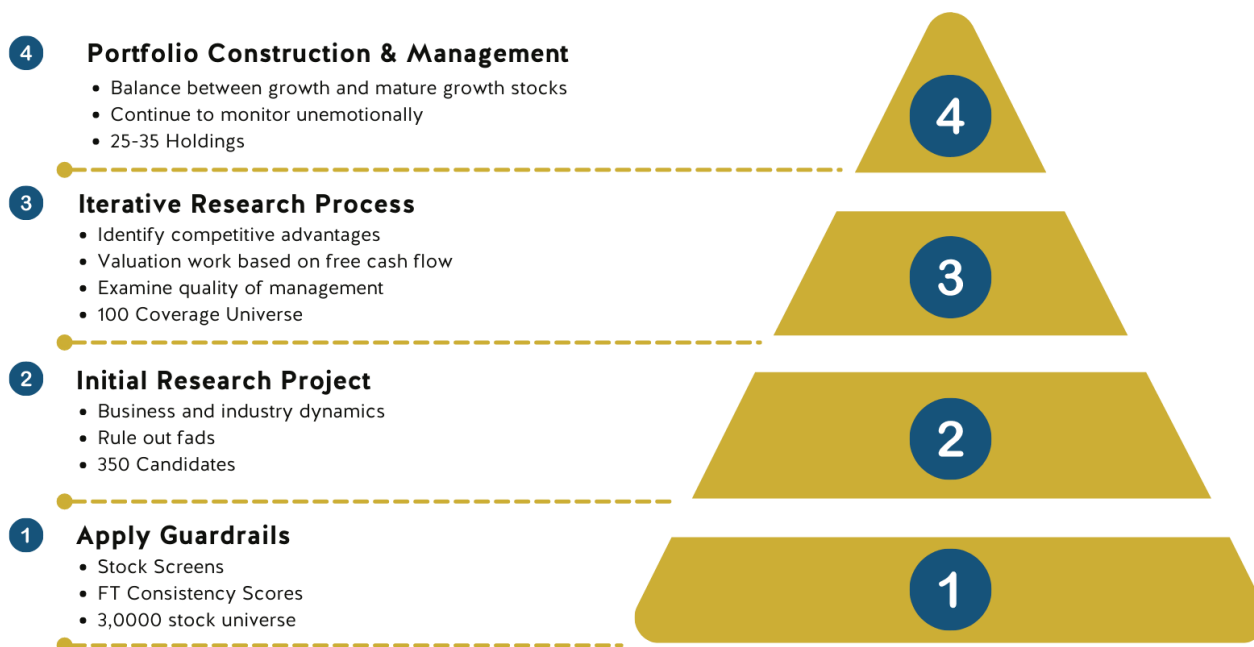 4 Portfolio Construction & Management
• Balance between growth and mature growth stocks
• Continue to monitor unemotionally
• 25-35 Holdings
4
3 Iterative Research Process
• Identify competitive advantages
• Valuation work based on free cash flow
• Examine quality of management
• 100 Coverage Universe
3
2 Initial Research Project
• Business and industry dynamics
• Rule out fads
• 350 Candidates
2
1 Apply Guardrails
• Stock Screens
• FT Consistency Scores
• 3,0000 stock universe
1